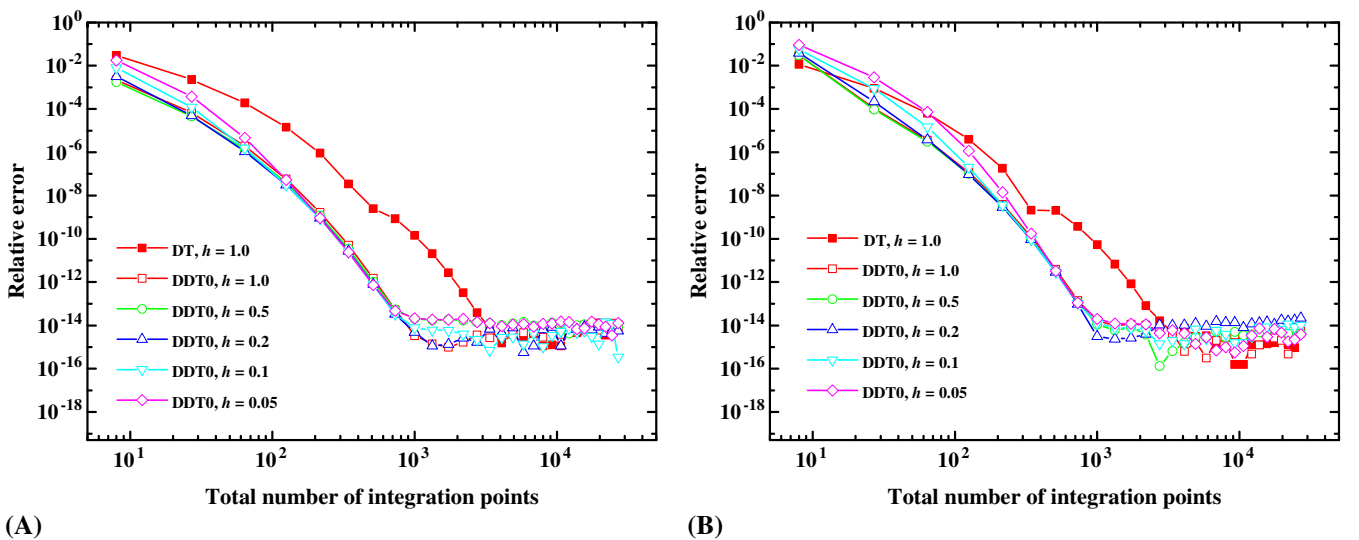 10^0
10^-2
10^-4
10^-6
10^-8
10^-10
10^-12
10^-14
10^-16
10^-18
Relative error
DT, h = 1.0
DDT0, h = 1.0
DDT0, h = 0.5
DDT0, h = 0.2
DDT0, h = 0.1
DDT0, h = 0.05
10^1 10^2 10^3 10^4
Total number of integration points
(A)
10^0
10^-2
10^-4
10^-6
10^-8
10^-10
10^-12
10^-14
10^-16
10^-18
Relative error
DT, h = 1.0
DDT0, h = 1.0
DDT0, h = 0.5
DDT0, h = 0.2
DDT0, h = 0.1
DDT0, h = 0.05
10^1 10^2 10^3 10^4
Total number of integration points
(B)